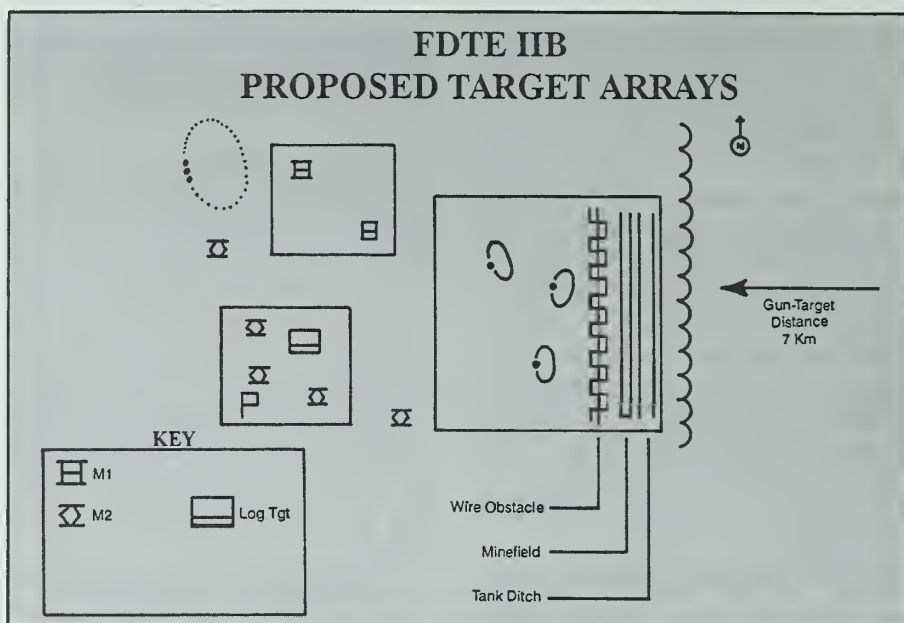 FDTE IIB
PROPOSED TARGET ARRAYS
N
Gun-Target
Distance
7 Km
KEY
M1
M2
Log Tgt
Wire Obstacle
Minefield
Tank Ditch